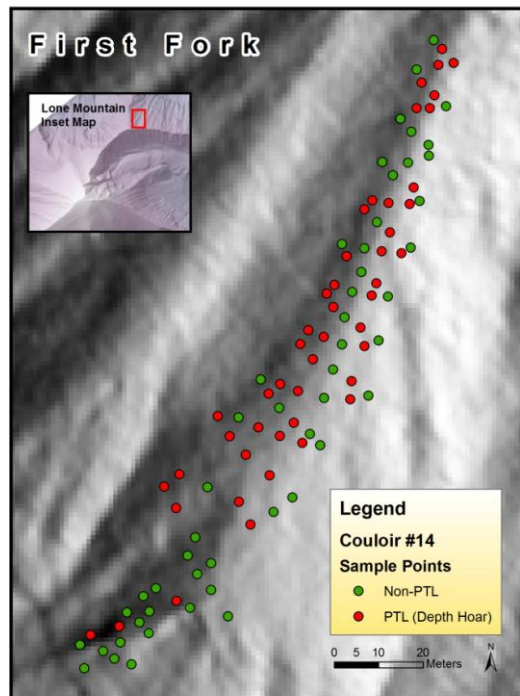 First Fork
Lone Mountain
Inset Map
Legend
Couloir #14
Sample Points
Non-PTL
PTL (Depth Hoar)
0 5 10 20
Meters
N